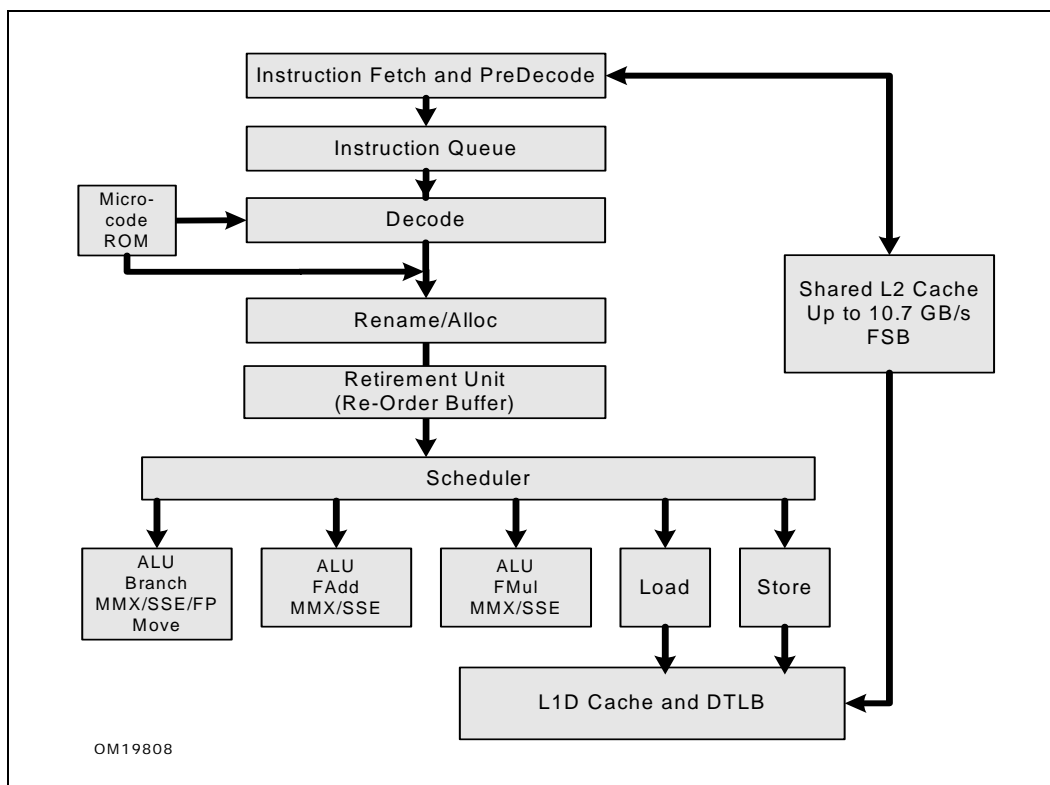 Instruction Fetch and PreDecode
Instruction Queue
Micro-
code
ROM
Decode
Shared L2 Cache
Up to 10.7 GB/s
FSB
Rename/Alloc
Retirement Unit
(Re-Order Buffer)
Scheduler
ALU
Branch
MMX/SSE/FP
Move
ALU
FAdd
MMX/SSE
ALU
FMul
MMX/SSE
Load
Store
L1D Cache and DTLB
OM19808